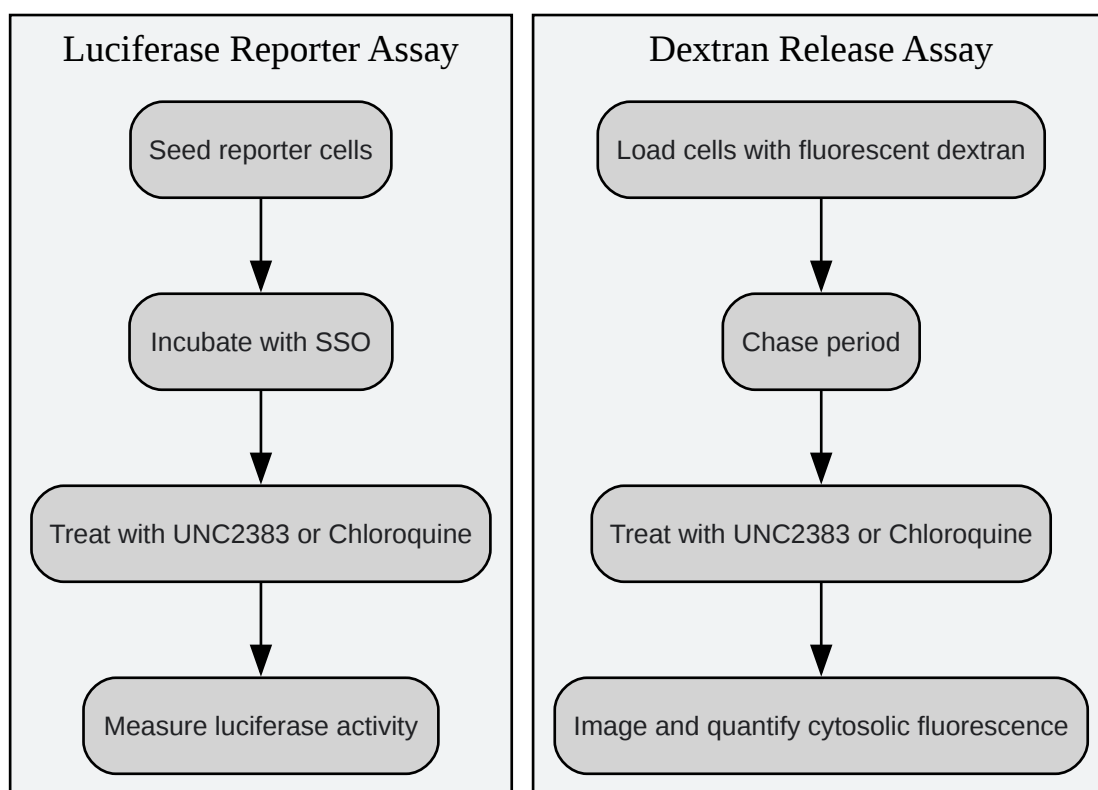 Luciferase Reporter Assay
Seed reporter cells
Incubate with SSO
Treat with UNC2383 or Chloroquine
Measure luciferase activity
Dextran Release Assay
Load cells with fluorescent dextran
Chase period
Treat with UNC2383 or Chloroquine
Image and quantify cytosolic fluorescence